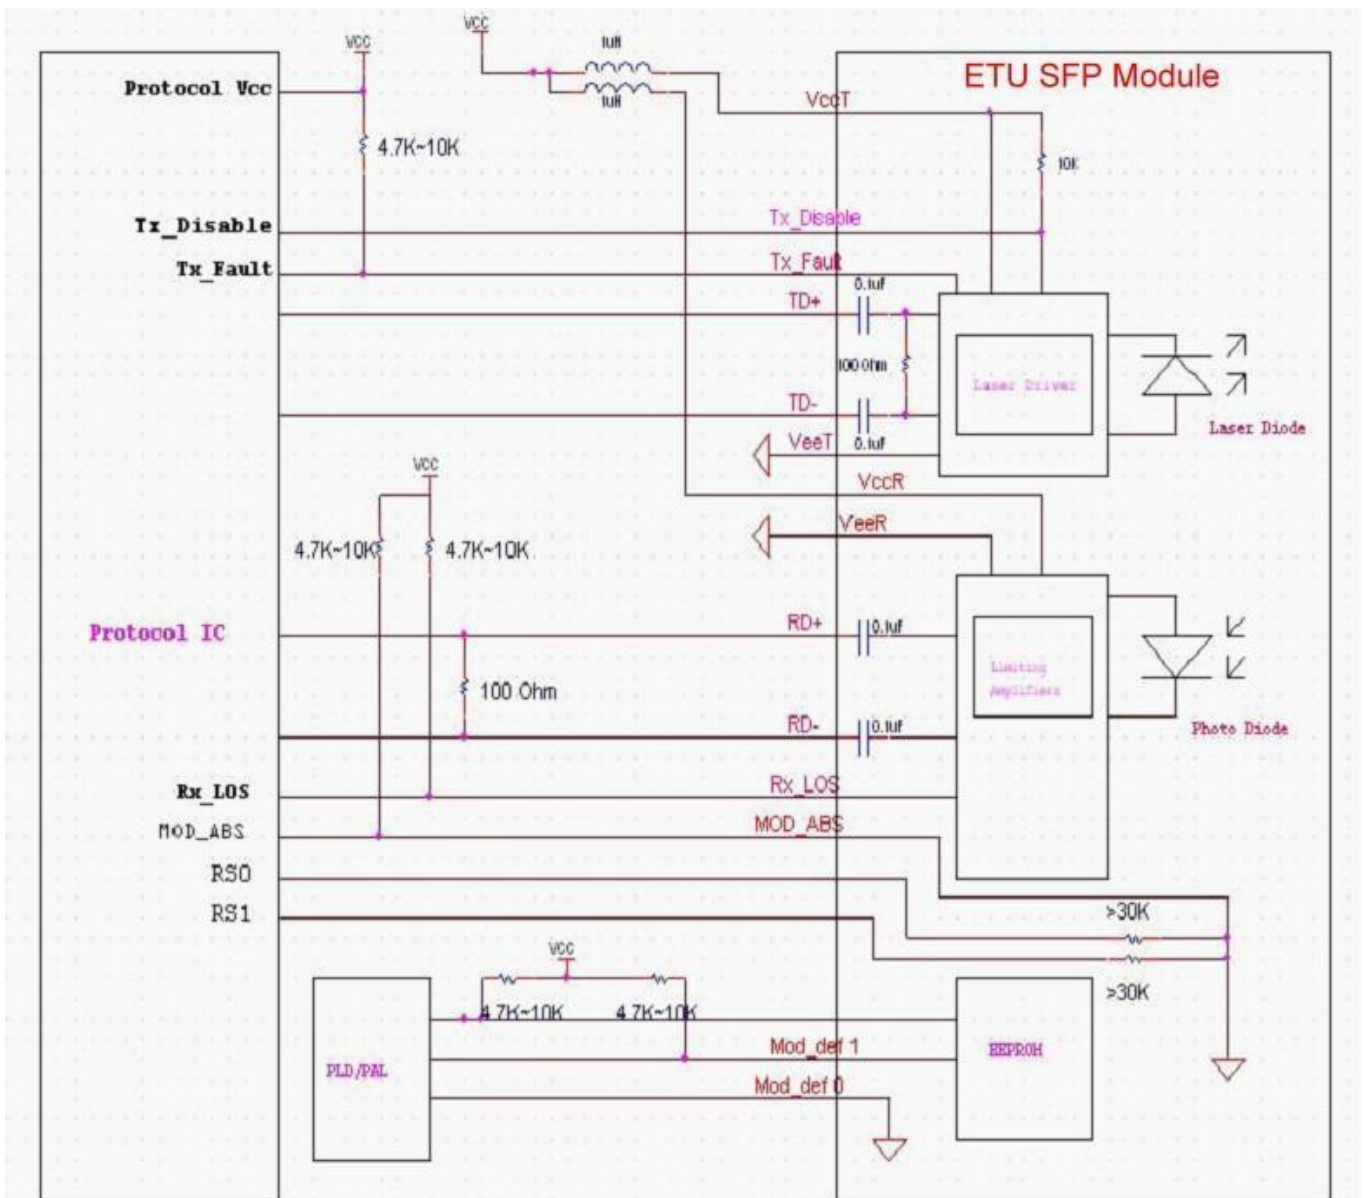 VCC
VCC
1uH
ETU SFP Module
Protocol Vcc
1uH
VccT
4.7K~10K
10K
Tx_Disable
Tx_Disable
Tx_Fault
Tx_Fault
0.1uf
TD+
100 Ohm
Laser Driver
TD-
Laser Diode
VeeT
0.1uf
VCC
VccR
VeeR
4.7K~10K
4.7K~10K
Protocol IC
RD+
0.1uf
Limiting
Amplifiers
100 Ohm
RD-
0.1uf
Photo Diode
Rx_LOS
Rx_LOS
MOD_ABS
MOD_ABS
RS0
RS1
>30K
VCC
>30K
4.7K~10K
4.7K~10K
Mod_def 1
EEPROM
PLD/PAL
Mod_def 0